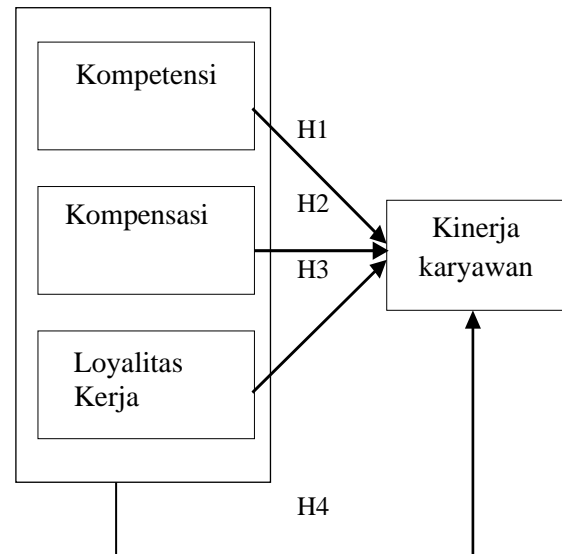 Kompetensi
H1
Kompensasi
H2
H3
Kinerja
karyawan
Loyalitas
Kerja
H4